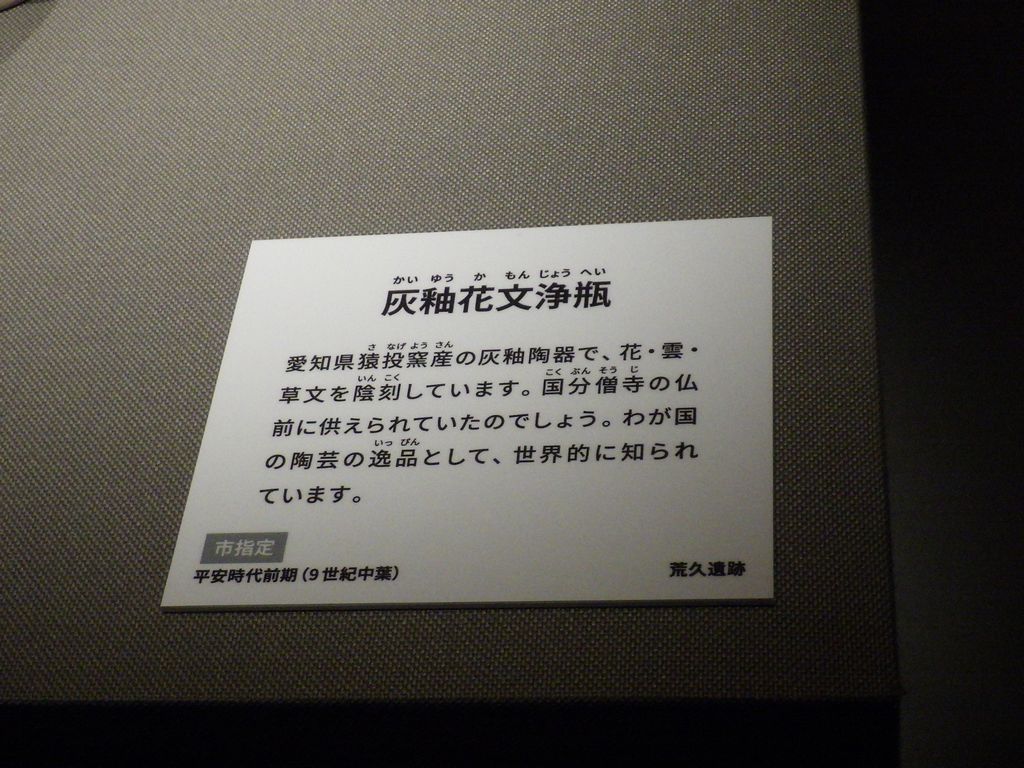 かい ゆう か もん じょう へい
灰釉花文浄瓶
さ なげ よう さん
愛知県猿投窯産の灰釉陶器で、花・雲・
いん こく こく ぶん そう じ
草文を陰刻しています。国分僧寺の仏
前に供えられていたのでしょう。わが国
いっ ぴん
の陶芸の逸品として、世界的に知られ
ています。
市指定
平安時代前期(9世紀中葉) 荒久遺跡